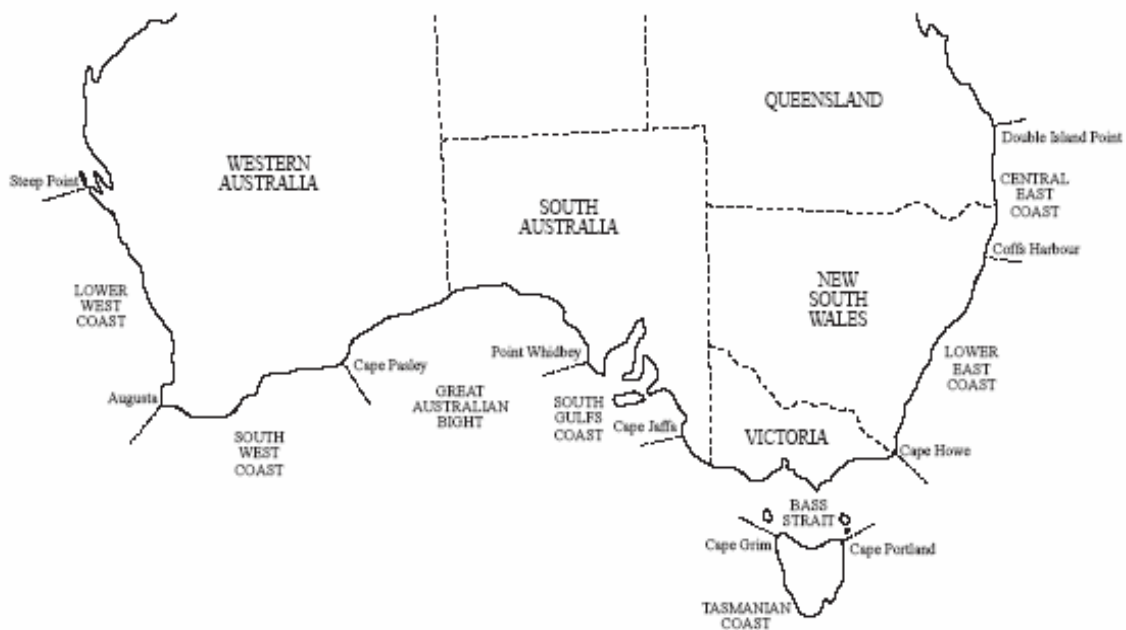 QUEENSLAND
Double Island Point
WESTERN
AUSTRALIA
Steep Point
CENTRAL
EAST
COAST
SOUTH
AUSTRALIA
Coffs Harbour
NEW
SOUTH
WALES
LOWER
WEST
COAST
Point Whidbey
Cape Pasley
LOWER
EAST
COAST
Augusta
GREAT
AUSTRALIAN
BIGHT
SOUTH
GULFS
COAST
Cape Jaffa
VICTORIA
SOUTH
WEST
COAST
Cape Howe
BASS
STRAIT
Cape Grim
Cape Portland
TASMANIAN
COAST